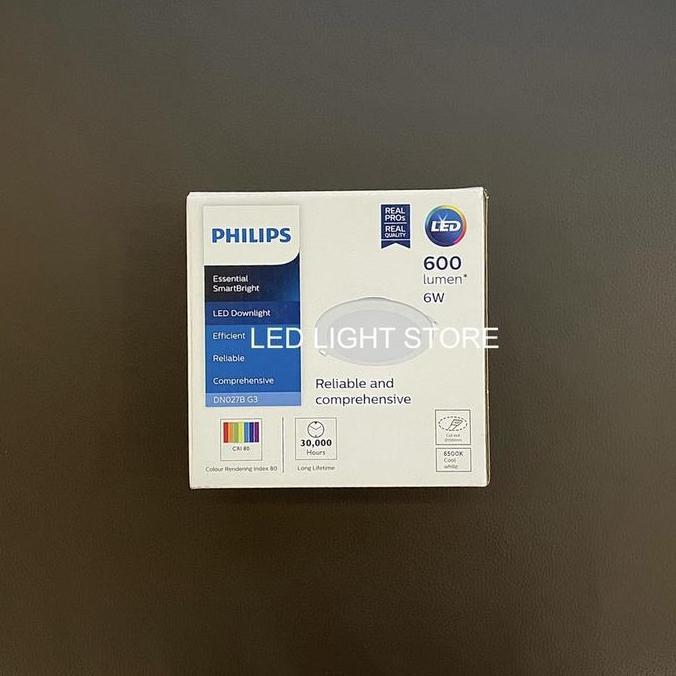 PHILIPS
REAL
PROs
REAL
QUALITY
LED
600
lumen*
6W
Essential
SmartBright
LED Downlight
Efficient
Reliable
Comprehensive
DN027B G3
LED LIGHT STORE
Reliable and
comprehensive
CRI 80
Colour Rendering Index 80
30,000
Hours
Long Lifetime
Cut out
6500K
Cool
white